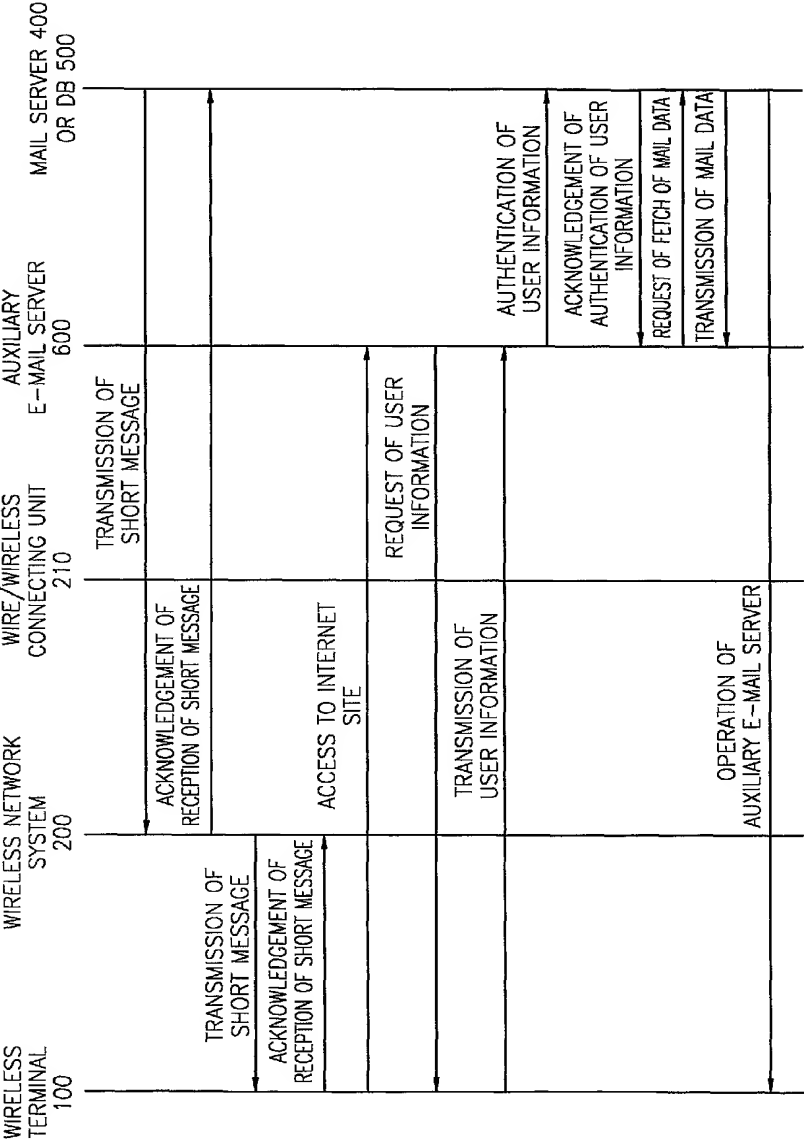 WIRELESS
TERMINAL
100
WIRELESS NETWORK
SYSTEM
200
WIRE/WIRELESS
CONNECTING UNIT
210
AUXILIARY
E-MAIL SERVER
600
MAIL SERVER 400
OR DB 500
TRANSMISSION OF
SHORT MESSAGE
ACKNOWLEDGEMENT OF
RECEPTION OF SHORT MESSAGE
TRANSMISSION OF
SHORT MESSAGE
ACKNOWLEDGEMENT OF
RECEPTION OF SHORT MESSAGE
ACCESS TO INTERNET
SITE
REQUEST OF USER
INFORMATION
TRANSMISSION OF
USER INFORMATION
AUTHENTICATION OF
USER INFORMATION
ACKNOWLEDGEMENT OF
AUTHENTICATION OF USER
INFORMATION
REQUEST OF FETCH OF MAIL DATA
TRANSMISSION OF MAIL DATA
OPERATION OF
AUXILIARY E-MAIL SERVER